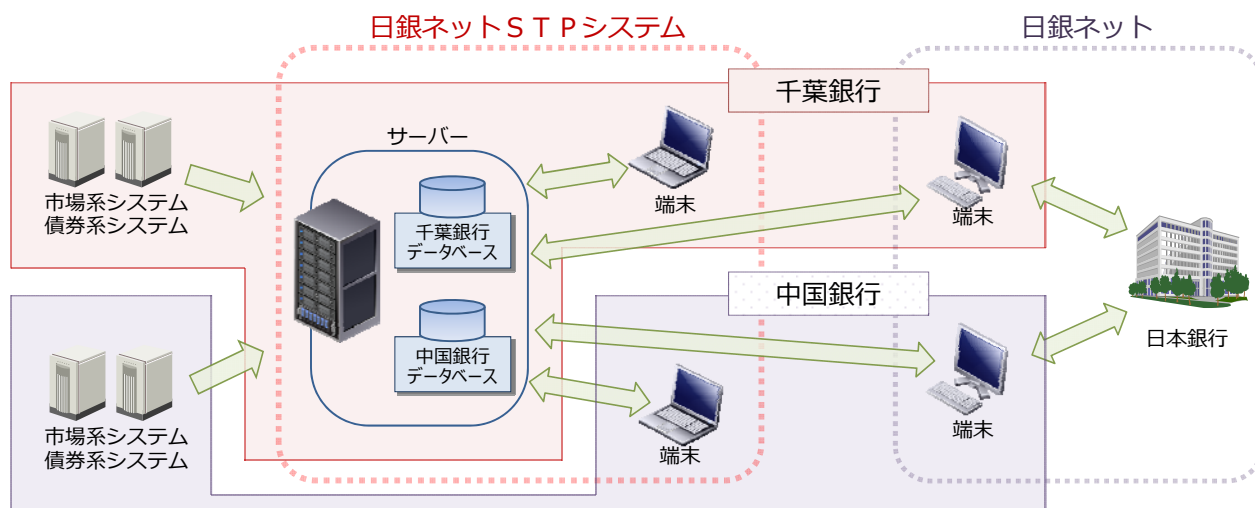 日銀ネットＳＴＰシステム
日銀ネット
千葉銀行
サーバー
市場系システム
債券系システム
千葉銀行
データベース
端末
端末
中国銀行
日本銀行
中国銀行
データベース
市場系システム
債券系システム
端末
端末